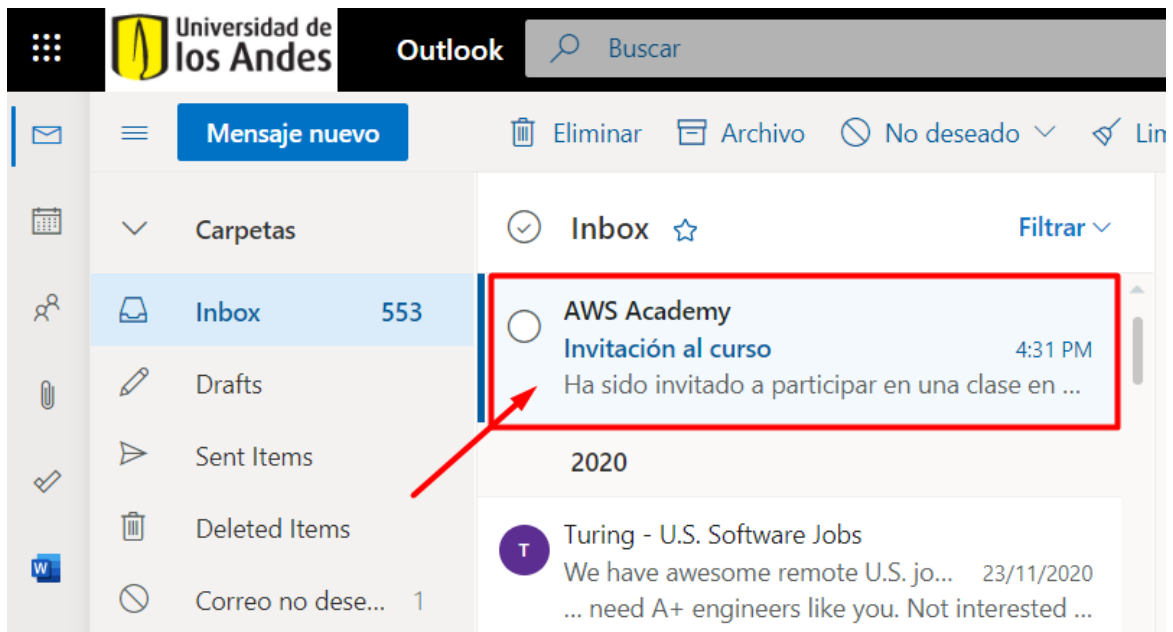 Universidad de
los Andes
Outlook
Buscar
Mensaje nuevo
Eliminar
Archivo
No deseado
Carpetas
Inbox
Filtrar
Inbox 553
AWS Academy
Invitación al curso 4:31 PM
Ha sido invitado a participar en una clase en ...
Drafts
Sent Items
2020
Deleted Items
T
Turing - U.S. Software Jobs
We have awesome remote U.S. jo... 23/11/2020
... need A+ engineers like you. Not interested ...
W
Correo no dese... 1